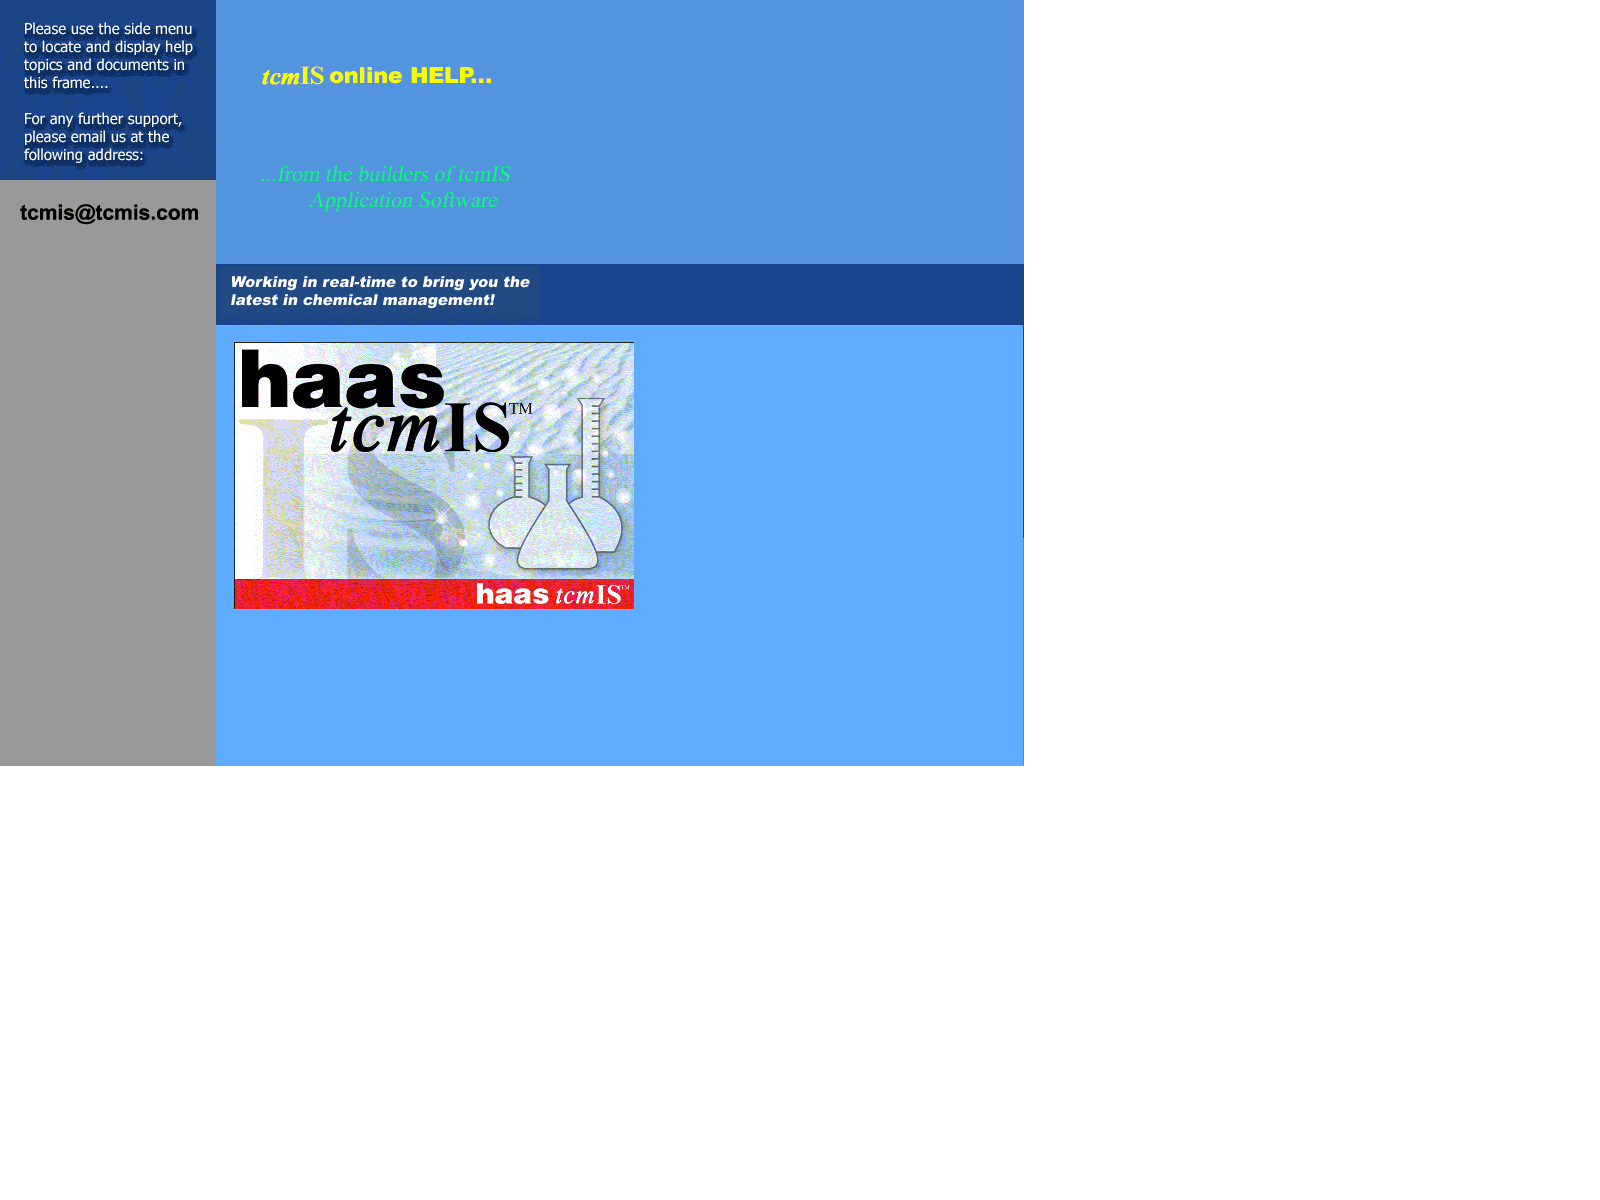 Please use the side menu
to locate and display help
topics and documents in
this frame....
For any further support,
please email us at the
following address:
tcmis@tcmis.com
tcmIS online HELP...
...from the builders of tcmIS
Application Software
Working in real-time to bring you the
latest in chemical management!
haas
tcmIS™
IS
haas tcmIS™